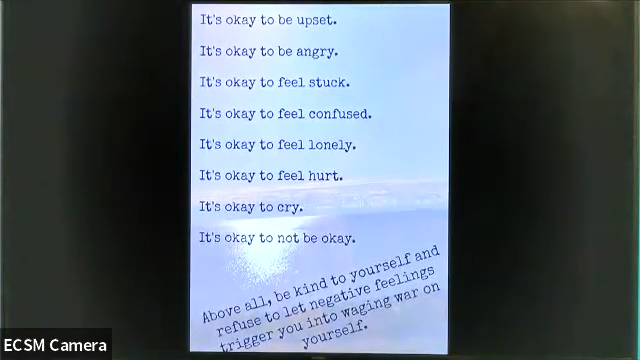 It's okay to be upset.
It's okay to be angry.
It's okay to feel stuck.
It's okay to feel confused.
It's okay to feel lonely.
It's okay to feel hurt.
It's okay to cry.
It's okay to not be okay.
Above all, be kind to yourself and
refuse to let negative feelings
trigger you into waging war on
yourself.
ECSM Camera